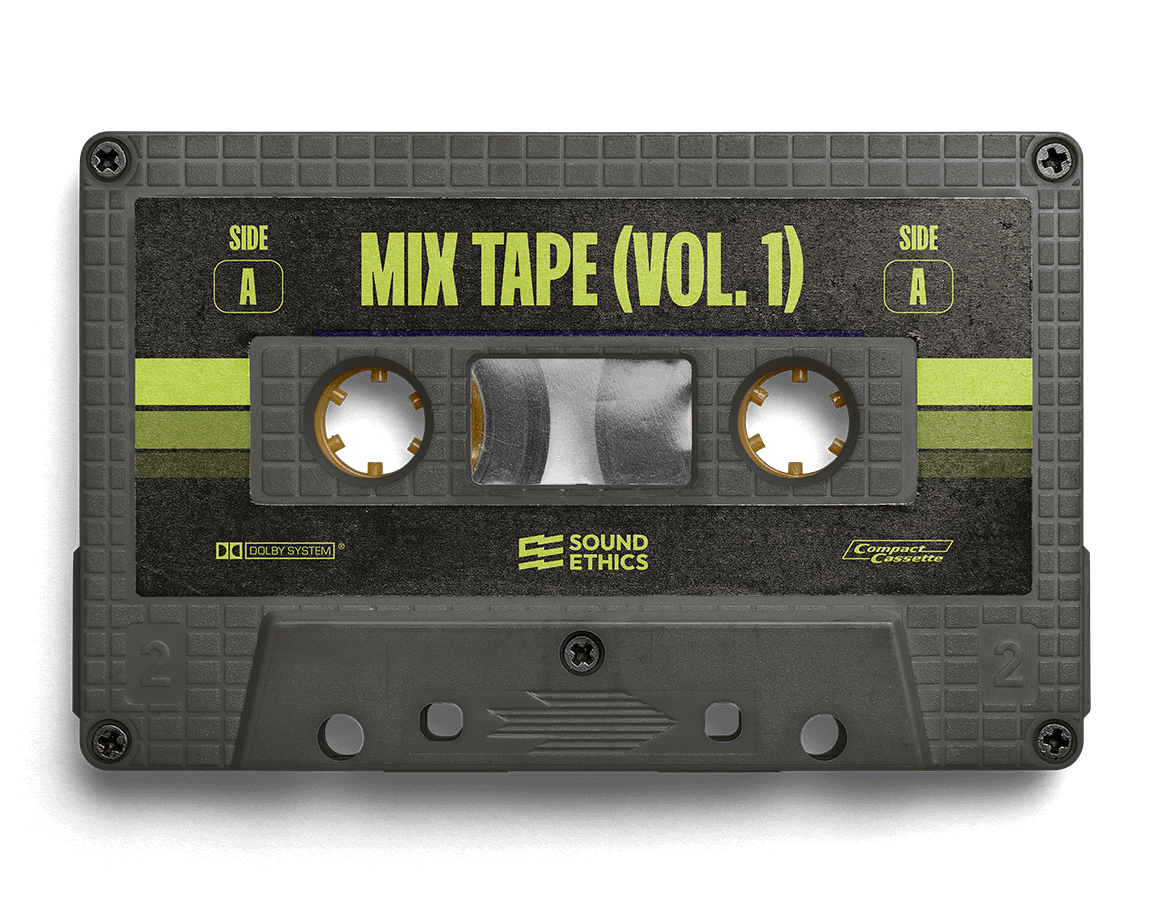 SIDE
A
MIX TAPE (VOL. 1)
SIDE
A
DOLBY SYSTEM®
SOUND
ETHICS
Compact
Cassette
2
2